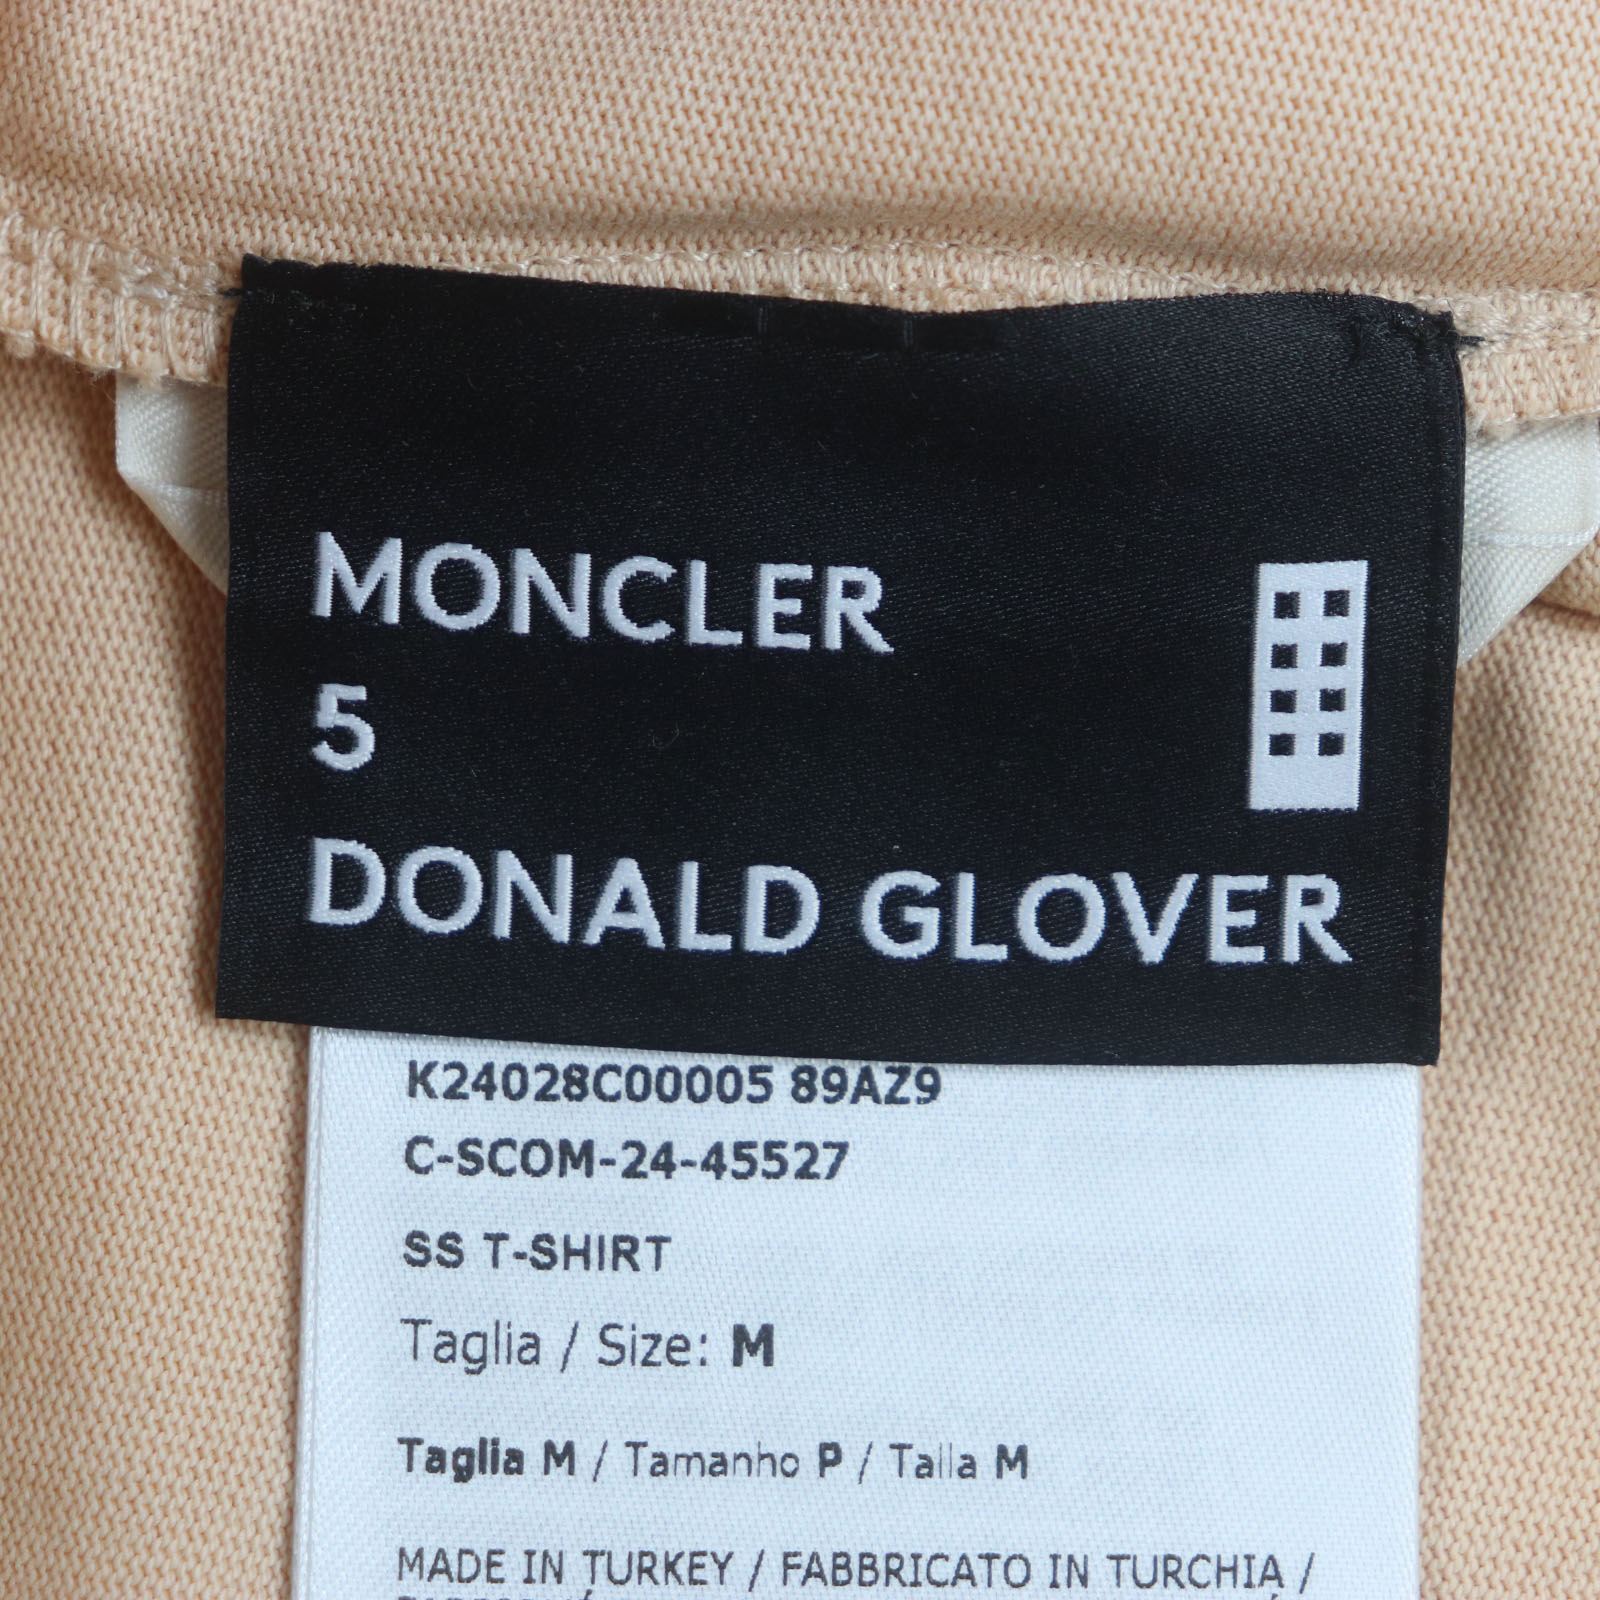 MONCLER
5
DONALD GLOVER
K24028C00005 89AZ9
C-SCOM-24-45527
SS T-SHIRT
Taglia / Size: M
Taglia M / Tamanho P / Talla M
MADE IN TURKEY / FABBRICATO IN TURCHIA /